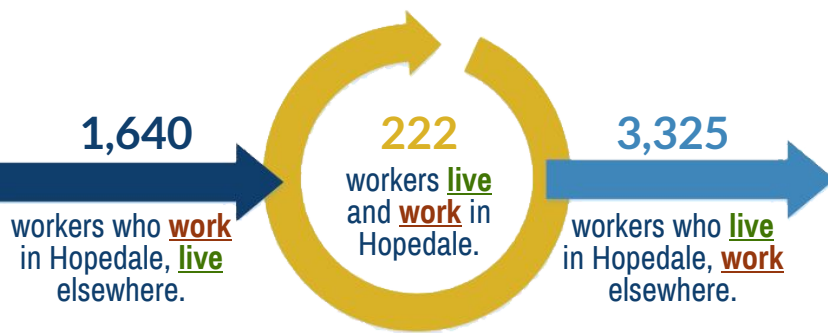 1,640
workers who work
in Hopedale, live
elsewhere.
222
workers live
and work in
Hopedale.
3,325
workers who live
in Hopedale, work
elsewhere.